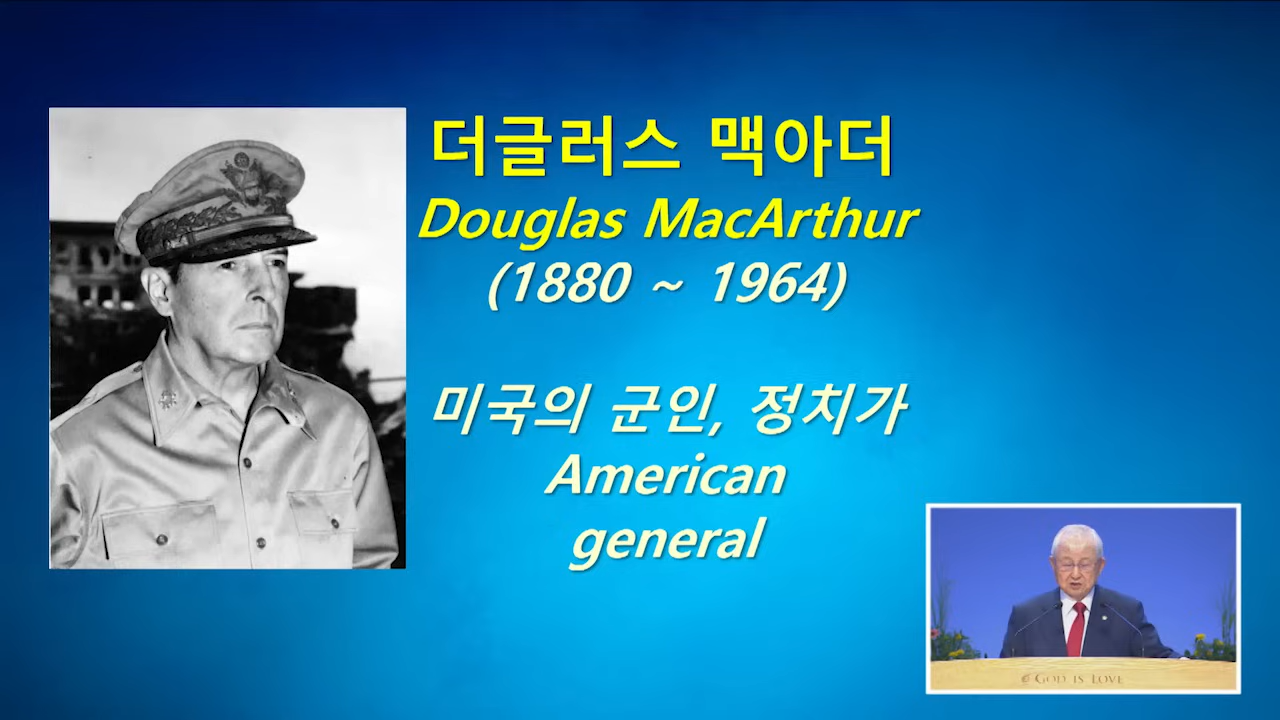 더글러스 맥아더
Douglas MacArthur
(1880 ~ 1964)
미국의 군인, 정치가
American
general
GOD IS LOVE